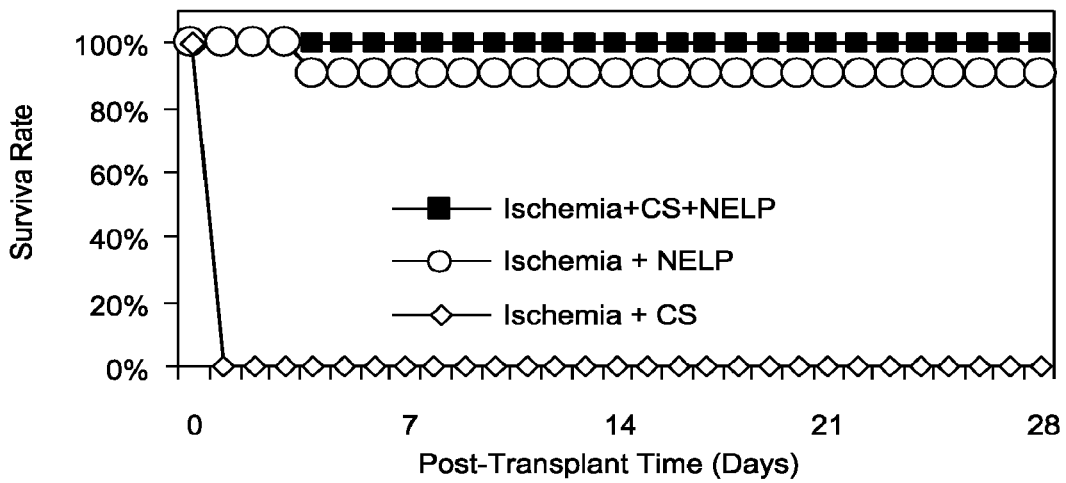 100%
80%
60%
40%
20%
0%
Surviva Rate
Ischemia+CS+NELP
Ischemia + NELP
Ischemia + CS
0 7 14 21 28
Post-Transplant Time (Days)